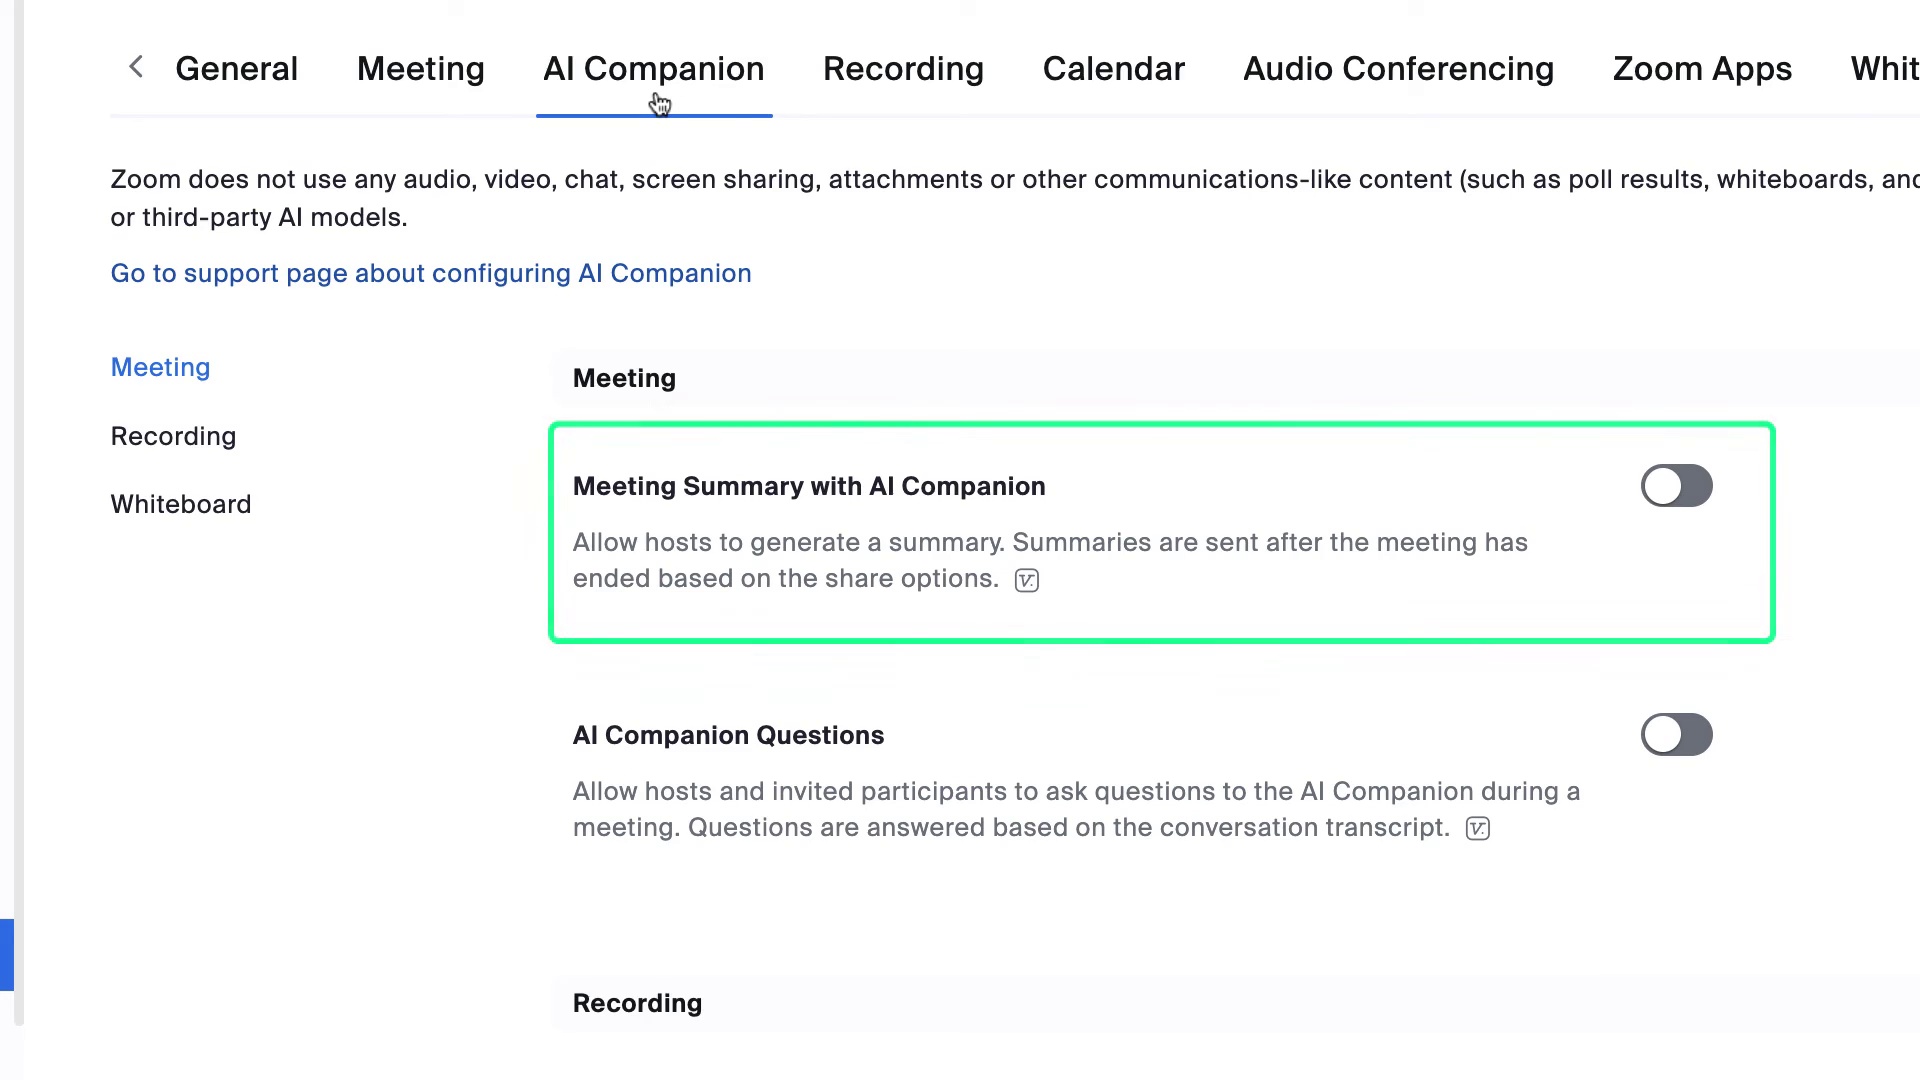 General Meeting AI Companion Recording Calendar Audio Conferencing Zoom Apps Whit
Zoom does not use any audio, video, chat, screen sharing, attachments or other communications-like content (such as poll results, whiteboards, and
or third-party AI models.
Go to support page about configuring AI Companion
Meeting
Recording
Whiteboard
Meeting
Meeting Summary with AI Companion
Allow hosts to generate a summary. Summaries are sent after the meeting has
ended based on the share options.
AI Companion Questions
Allow hosts and invited participants to ask questions to the AI Companion during a
meeting. Questions are answered based on the conversation transcript.
Recording